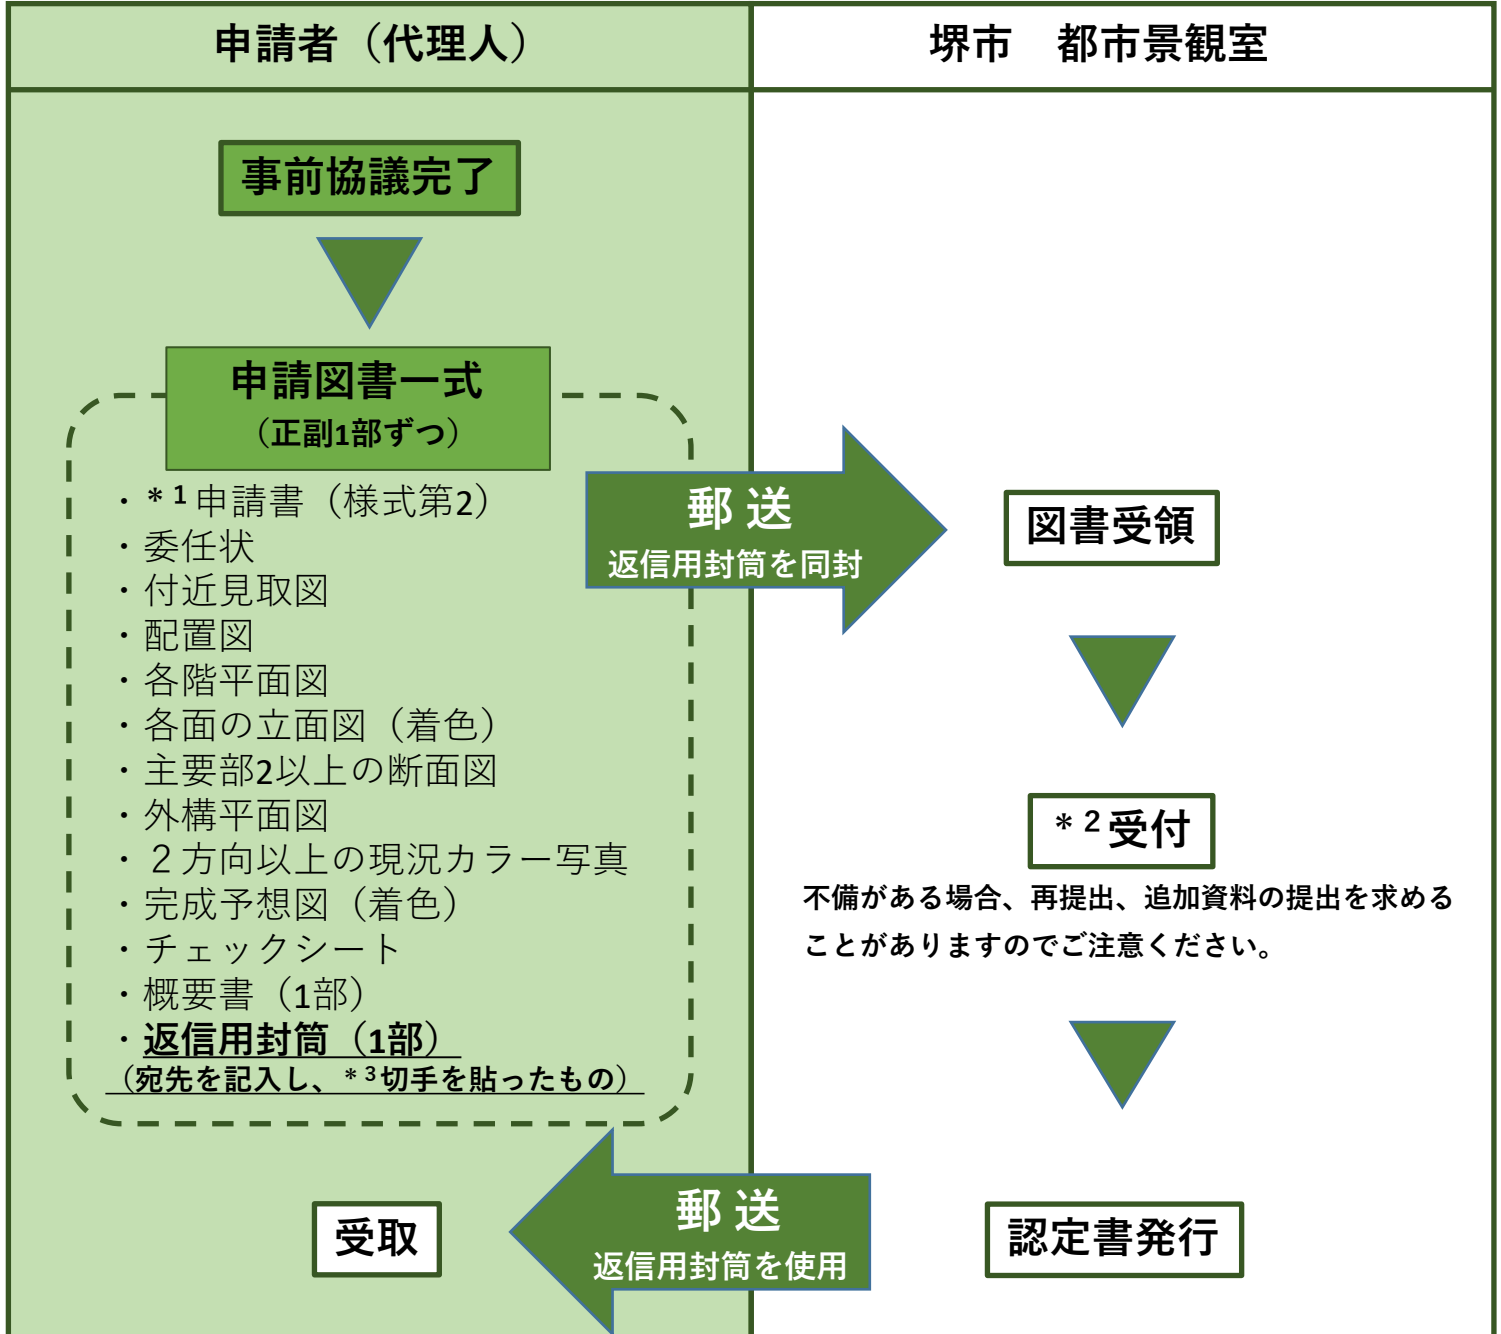 申請者（代理人）
堺市　都市景観室
事前協議完了
申請図書一式
（正副1部ずつ）
・*1申請書（様式第2）
・委任状
・付近見取図
・配置図
・各階平面図
・各面の立面図（着色）
・主要部2以上の断面図
・外構平面図
・２方向以上の現況カラー写真
・完成予想図（着色）
・チェックシート
・概要書（1部）
・返信用封筒（1部）
（宛先を記入し、*3切手を貼ったもの）
郵 送
返信用封筒を同封
図書受領
*2受付
不備がある場合、再提出、追加資料の提出を求める
ことがありますのでご注意ください。
認定書発行
郵 送
返信用封筒を使用
受取